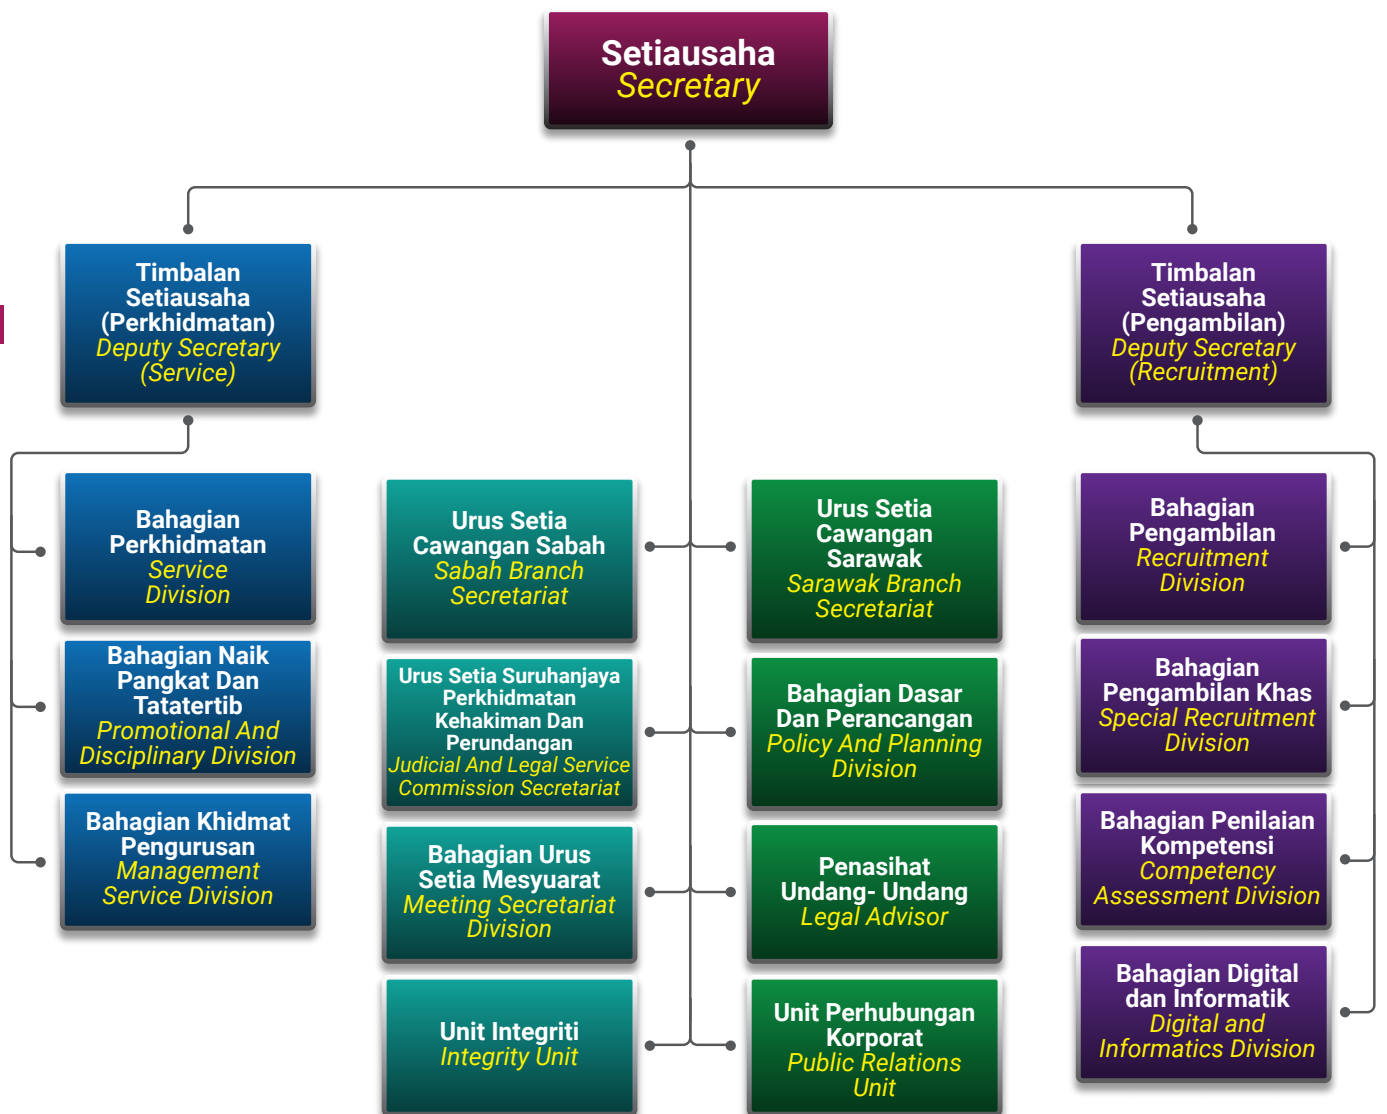 Setiausaha
Secretary
Timbalan
Setiausaha
(Perkhidmatan)
Deputy Secretary
(Service)
Timbalan
Setiausaha
(Pengambilan)
Deputy Secretary
(Recruitment)
Bahagian
Perkhidmatan
Service
Division
Bahagian Naik
Pangkat Dan
Tatatertib
Promotional And
Disciplinary Division
Bahagian Khidmat
Pengurusan
Management
Service Division
Urus Setia
Cawangan Sabah
Sabah Branch
Secretariat
Urus Setia Suruhanjaya
Perkhidmatan
Kehakiman Dan
Perundangan
Judicial And Legal Service
Commission Secretariat
Bahagian Urus
Setia Mesyuarat
Meeting Secretariat
Division
Unit Integriti
Integrity Unit
Urus Setia
Cawangan
Sarawak
Sarawak Branch
Secretariat
Bahagian Dasar
Dan Perancangan
Policy And Planning
Division
Penasihat
Undang- Undang
Legal Advisor
Unit Perhubungan
Korporat
Public Relations
Unit
Bahagian
Pengambilan
Recruitment
Division
Bahagian
Pengambilan Khas
Special Recruitment
Division
Bahagian Penilaian
Kompetensi
Competency
Assessment Division
Bahagian Digital
dan Informatik
Digital and
Informatics Division